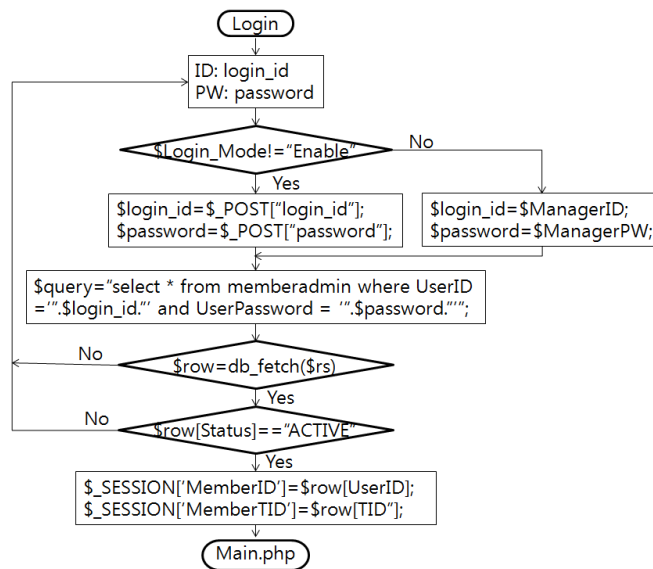 Login
ID: login_id
PW: password
$Login_Mode!=“Enable”
No
Yes
$login_id=$_POST[“login_id”];
$password=$_POST[“password”];
$login_id=$ManagerID;
$password=$ManagerPW;
$query=“select * from memberadmin where UserID
=‘”.$login_id.”’ and UserPassword = ‘”.$password.”’”;
No
$row=db_fetch($rs)
Yes
No
$row[Status]==“ACTIVE”
Yes
$_SESSION[‘MemberID’]=$row[UserID];
$_SESSION[‘MemberTID’]=$row[TID”];
Main.php